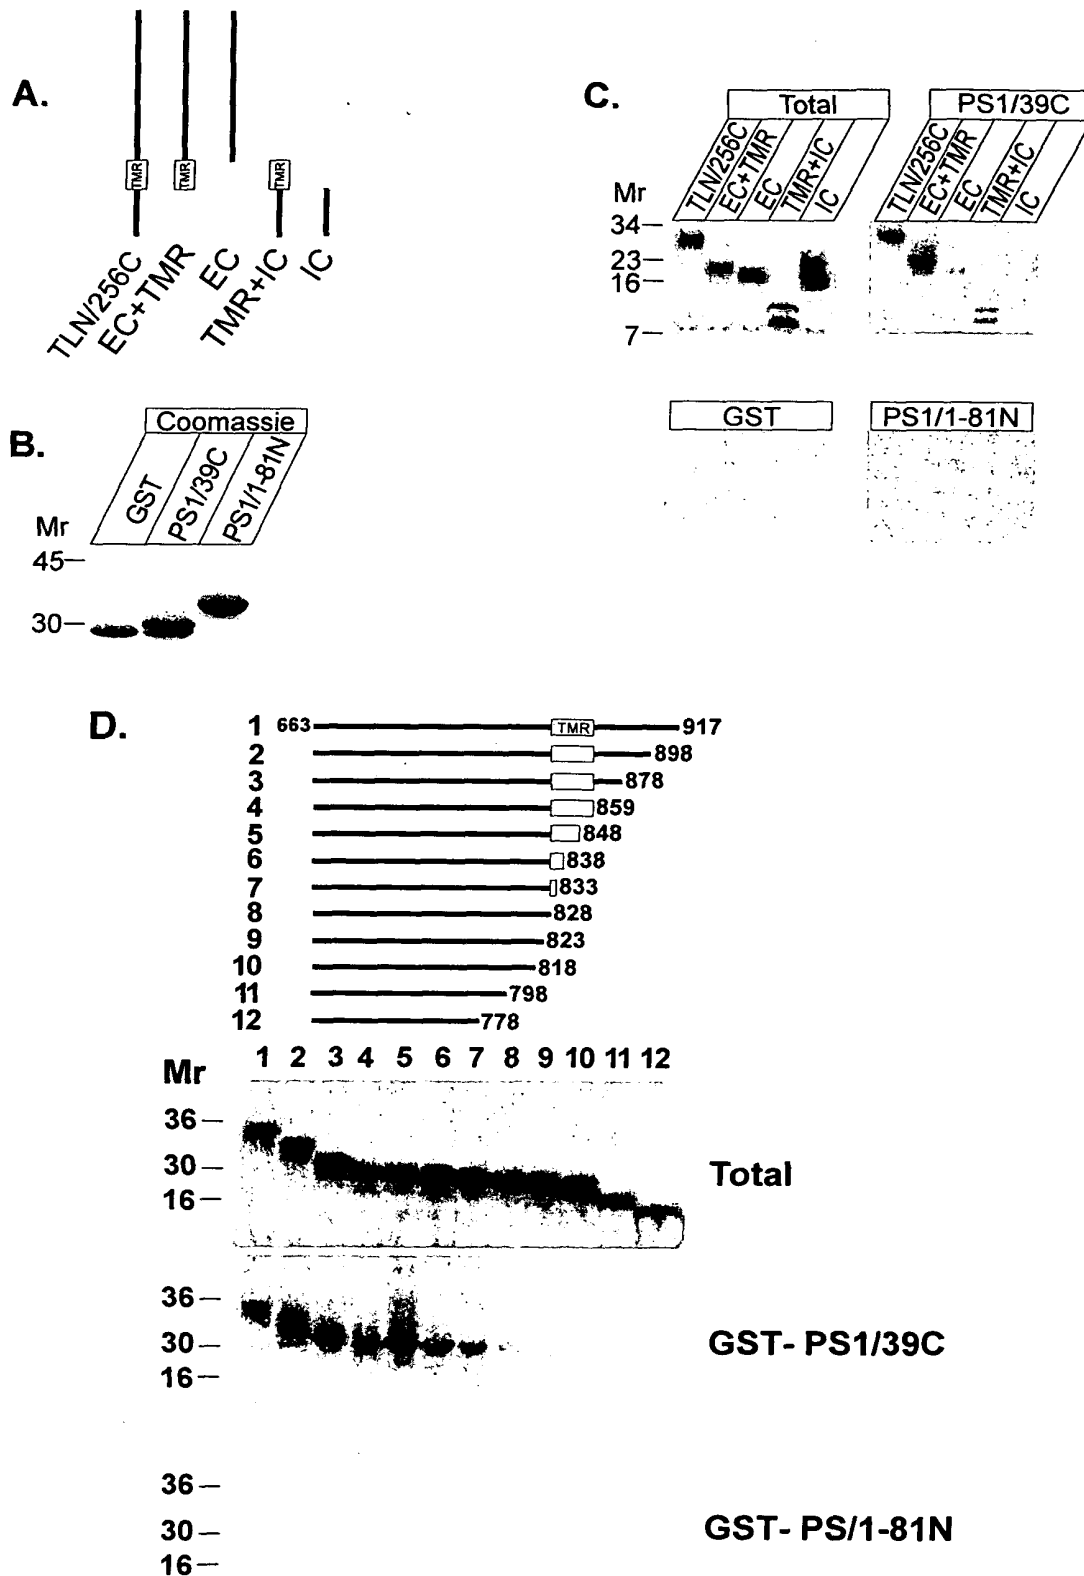 A.
TMR TMR TMR
TLN/256C EC+TMR EC TMR+IC IC
B.
Coomassie
GST PS1/39C PS1/1-81N
Mr
45
30
C.
Total PS1/39C
TLN/256C EC+TMR EC TMR+IC IC TLN/256C EC+TMR EC TMR+IC IC
Mr
34
23
16
7
GST PS1/1-81N
D.
1 663 TMR 917
2 898
3 878
4 859
5 848
6 838
7 833
8 828
9 823
10 818
11 798
12 778
Mr 1 2 3 4 5 6 7 8 9 10 11 12
36
30 Total
16
36
30 GST- PS1/39C
16
36
30 GST- PS/1-81N
16